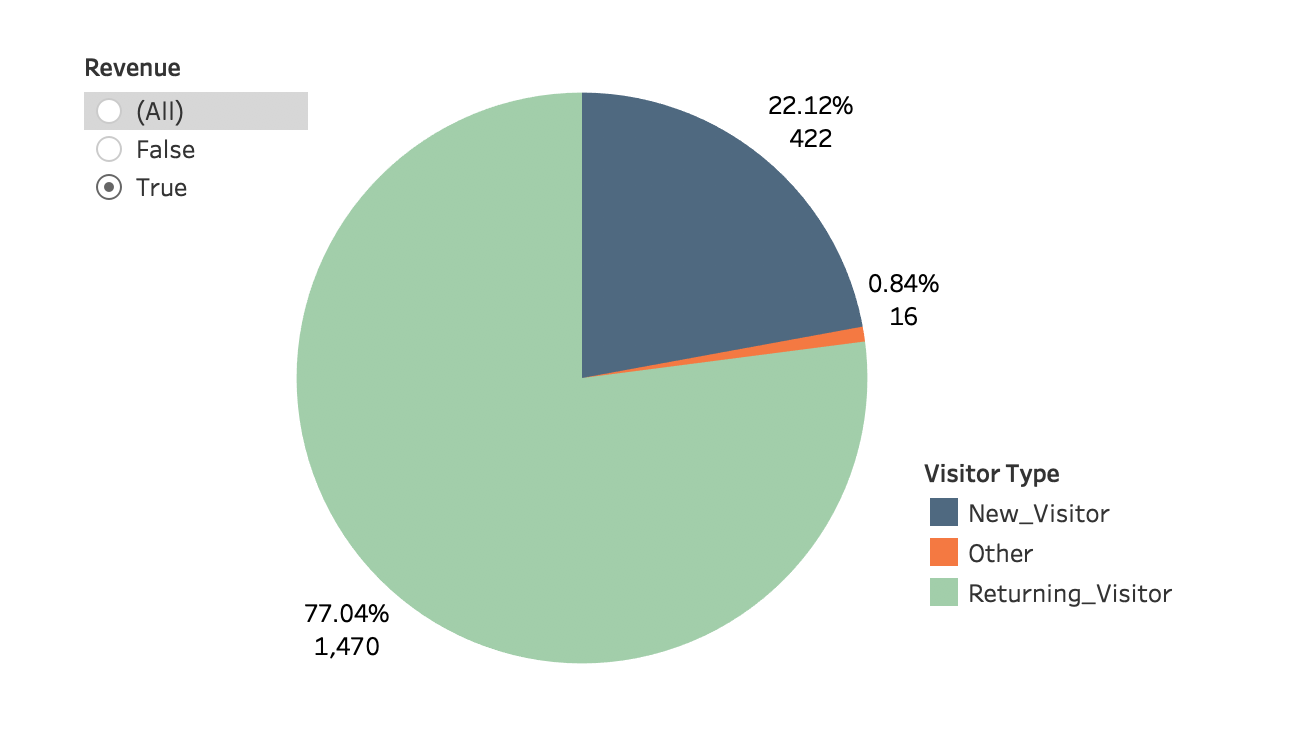 Revenue
(All)
False
True
22.12%
422
0.84%
16
77.04%
1,470
Visitor Type
New_Visitor
Other
Returning_Visitor